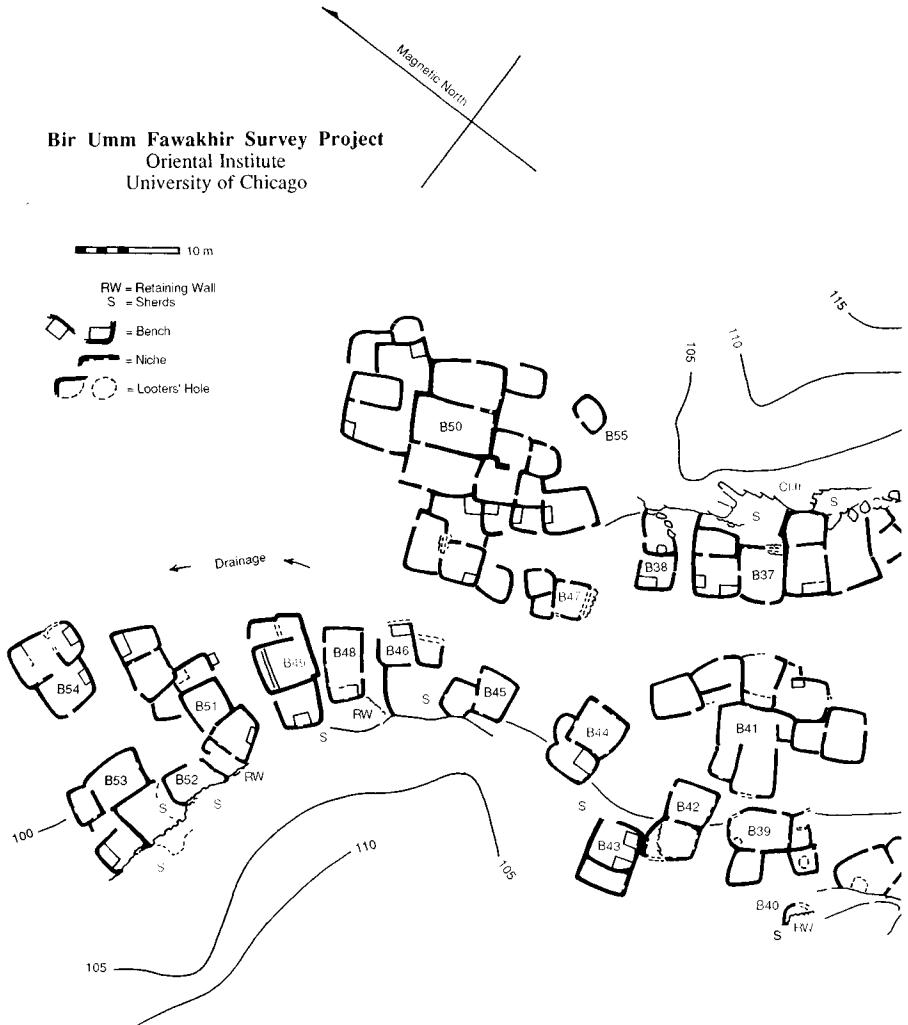 Magnetic North
Bir Umm Fawakhir Survey Project
Oriental Institute
University of Chicago
10 m
RW = Retaining Wall
S = Sherds
= Bench
= Niche
= Looters' Hole
115
110
105
B50
B55
Cliff
S
S
Drainage
B38
B37
B47
B54
B51
B49
B48
B46
B45
S
RW
S
B44
B41
B53
B52
RW
S
S
S
100
B42
S
B43
B39
110
105
B40
RW
S
105